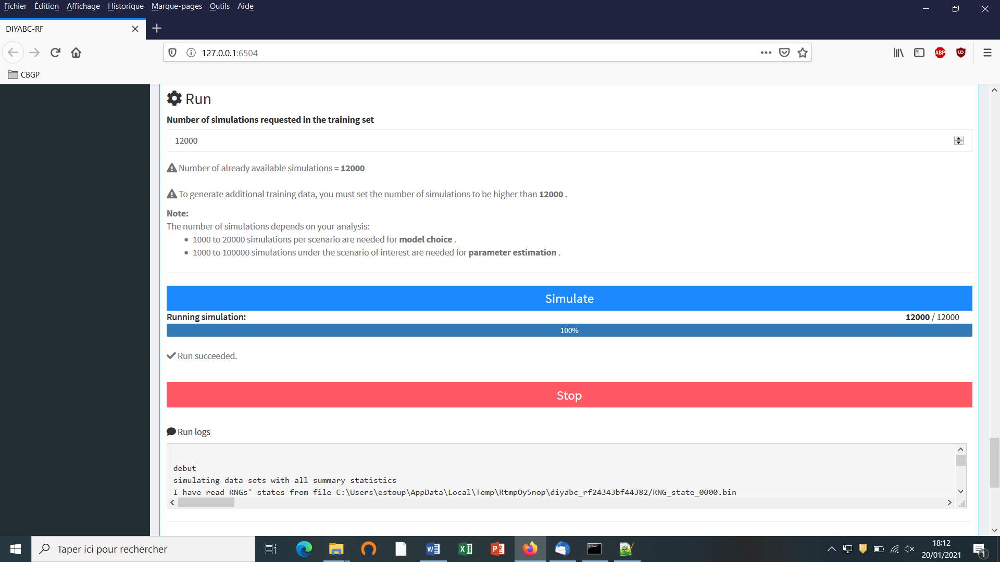 Fichier Édition Affichage Historique Marque-pages Outils Aide
DIYABC-RF
127.0.0.1:6504
ABP
CBGP
Run
Number of simulations requested in the training set
12000
Number of already available simulations = 12000
To generate additional training data, you must set the number of simulations to be higher than 12000 .
Note:
The number of simulations depends on your analysis:
1000 to 20000 simulations per scenario are needed for model choice .
1000 to 100000 simulations under the scenario of interest are needed for parameter estimation .
Simulate
Running simulation: 12000 / 12000
100%
Run succeeded.
Stop
Run logs
debut
simulating data sets with all summary statistics
I have read RNGs' states from file C:\Users\estoup\AppData\Local\Temp\RtmpOy5nop\diyabc_rf24343bf44382/RNG_state_0000.bin
Taper ici pour rechercher
18:12
20/01/2021
1